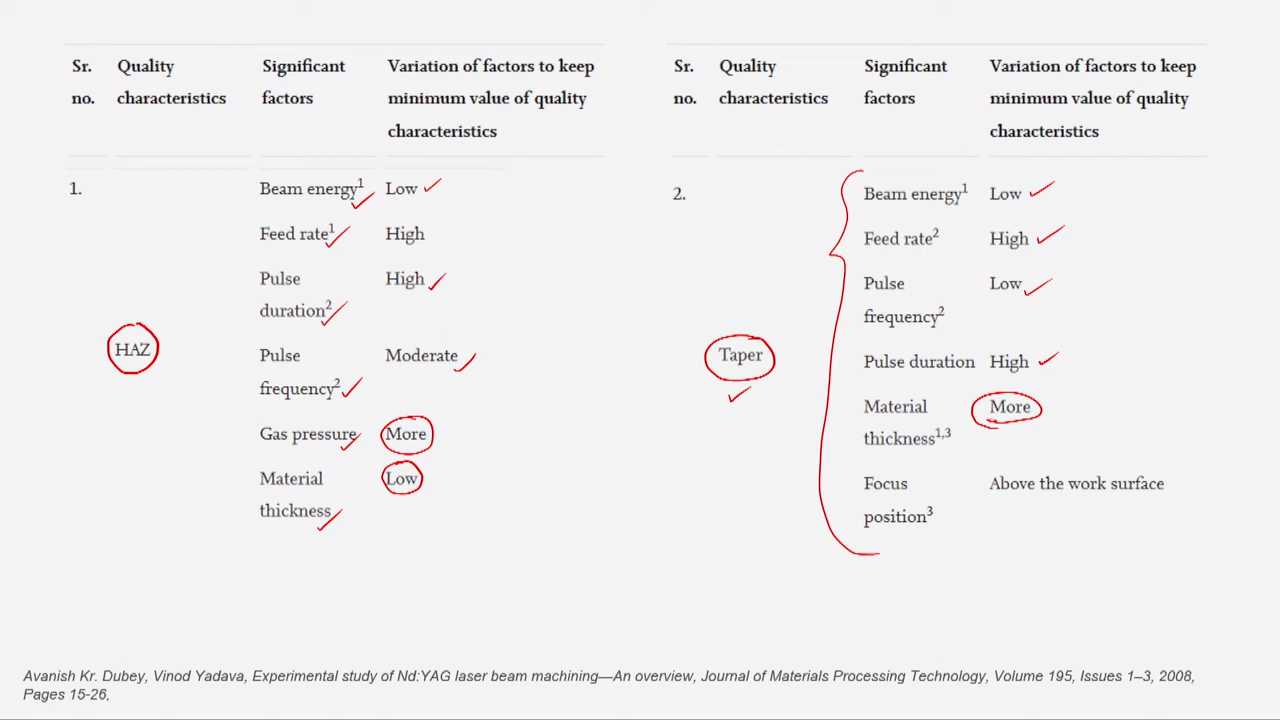 Sr. Quality Significant Variation of factors to keep
no. characteristics factors minimum value of quality
characteristics
1. HAZ
Beam energy1 Low
Feed rate1 High
Pulse High
duration2
Pulse Moderate
frequency2
Gas pressure More
Material Low
thickness
Sr. Quality Significant Variation of factors to keep
no. characteristics factors minimum value of quality
characteristics
2. Taper
Beam energy1 Low
Feed rate2 High
Pulse Low
frequency2
Pulse duration High
Material More
thickness1,3
Focus Above the work surface
position3
Avanish Kr. Dubey, Vinod Yadava, Experimental study of Nd:YAG laser beam machining—An overview, Journal of Materials Processing Technology, Volume 195, Issues 1–3, 2008,
Pages 15-26,